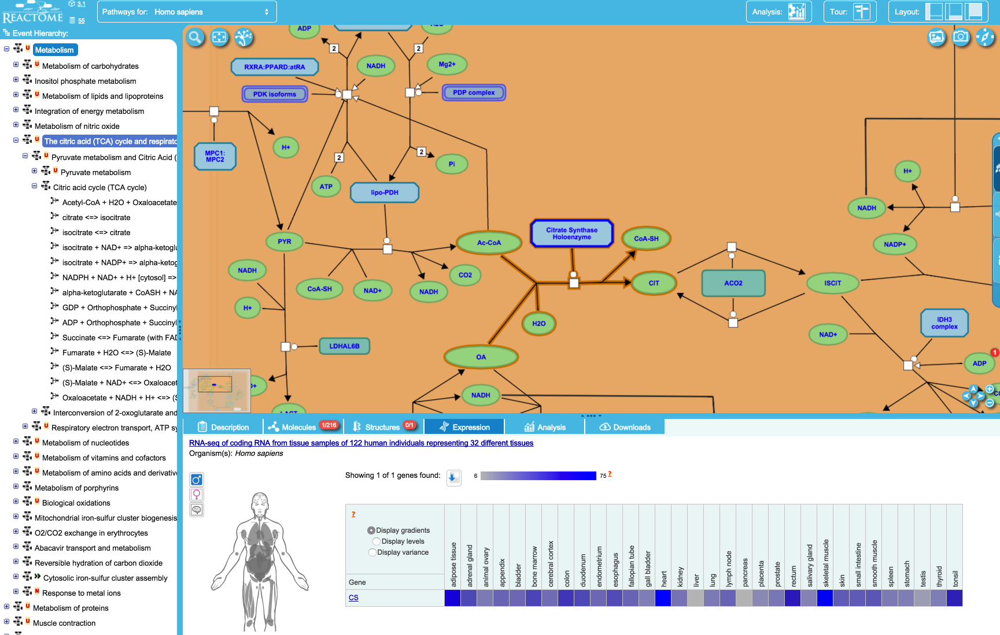 REACTOME
3.1
55
Pathways for: Homo sapiens
Analysis:
Tour:
Layout:
Event Hierarchy:
U Metabolism
U Metabolism of carbohydrates
Inositol phosphate metabolism
U Metabolism of lipids and lipoproteins
Integration of energy metabolism
Metabolism of nitric oxide
U The citric acid (TCA) cycle and respirato
U Pyruvate metabolism and Citric Acid (
U Pyruvate metabolism
Citric acid cycle (TCA cycle)
Acetyl-CoA + H2O + Oxaloacetate
citrate <=> isocitrate
isocitrate <=> citrate
isocitrate + NAD+ => alpha-ketoglu
isocitrate + NADP+ => alpha-ketog
NADPH + NAD+ + H+ [cytosol] =>
alpha-ketoglutarate + CoASH + NA
GDP + Orthophosphate + Succinyl
ADP + Orthophosphate + Succinyl
Succinate <=> Fumarate (with FAD
Fumarate + H2O <=> (S)-Malate
(S)-Malate <=> Fumarate + H2O
(S)-Malate + NAD+ <=> Oxaloacet
Oxaloacetate + NADH + H+ <=> (S
Interconversion of 2-oxoglutarate and
U Respiratory electron transport, ATP sy
U Metabolism of nucleotides
U Metabolism of vitamins and cofactors
U Metabolism of amino acids and derivative
Metabolism of porphyrins
U Biological oxidations
Mitochondrial iron-sulfur cluster biogenesis
O2/CO2 exchange in erythrocytes
Abacavir transport and metabolism
Reversible hydration of carbon dioxide
Cytosolic iron-sulfur cluster assembly
N Response to metal ions
U Metabolism of proteins
U Muscle contraction
ADP
H2O
2
2
RXRA:PPARD:atRA
NADH
Mg2+
PDK isoforms
PDP complex
MPC1:
MPC2
H+
2
2
Pi
ATP
lipo-PDH
H+
NADH
PYR
Ac-CoA
Citrate Synthase
Holoenzyme
CoA-SH
NADP+
NADH
CoA-SH
NAD+
NADH
CO2
CIT
ACO2
ISCIT
H+
H2O
IDH3
complex
NAD+
LDHAL6B
OA
ADP
1
NADH
LACT
Description
Molecules 1/216
Structures 0/1
Expression
Analysis
Downloads
RNA-seq of coding RNA from tissue samples of 122 human individuals representing 32 different tissues
Organism(s): Homo sapiens
Showing 1 of 1 genes found:
6
75
?
?
Display gradients
Display levels
Display variance
Gene
adipose tissue
adrenal gland
animal ovary
appendix
bladder
bone marrow
cerebral cortex
colon
duodenum
endometrium
esophagus
fallopian tube
gall bladder
heart
kidney
liver
lung
lymph node
pancreas
placenta
prostate
rectum
salivary gland
skeletal muscle
skin
small intestine
smooth muscle
spleen
stomach
testis
thyroid
tonsil
CS